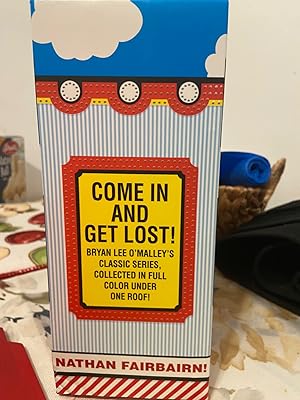 COME IN
AND
GET LOST!
BRYAN LEE O'MALLEY'S
CLASSIC SERIES,
COLLECTED IN FULL
COLOR UNDER
ONE ROOF!
NATHAN FAIRBAIRN!